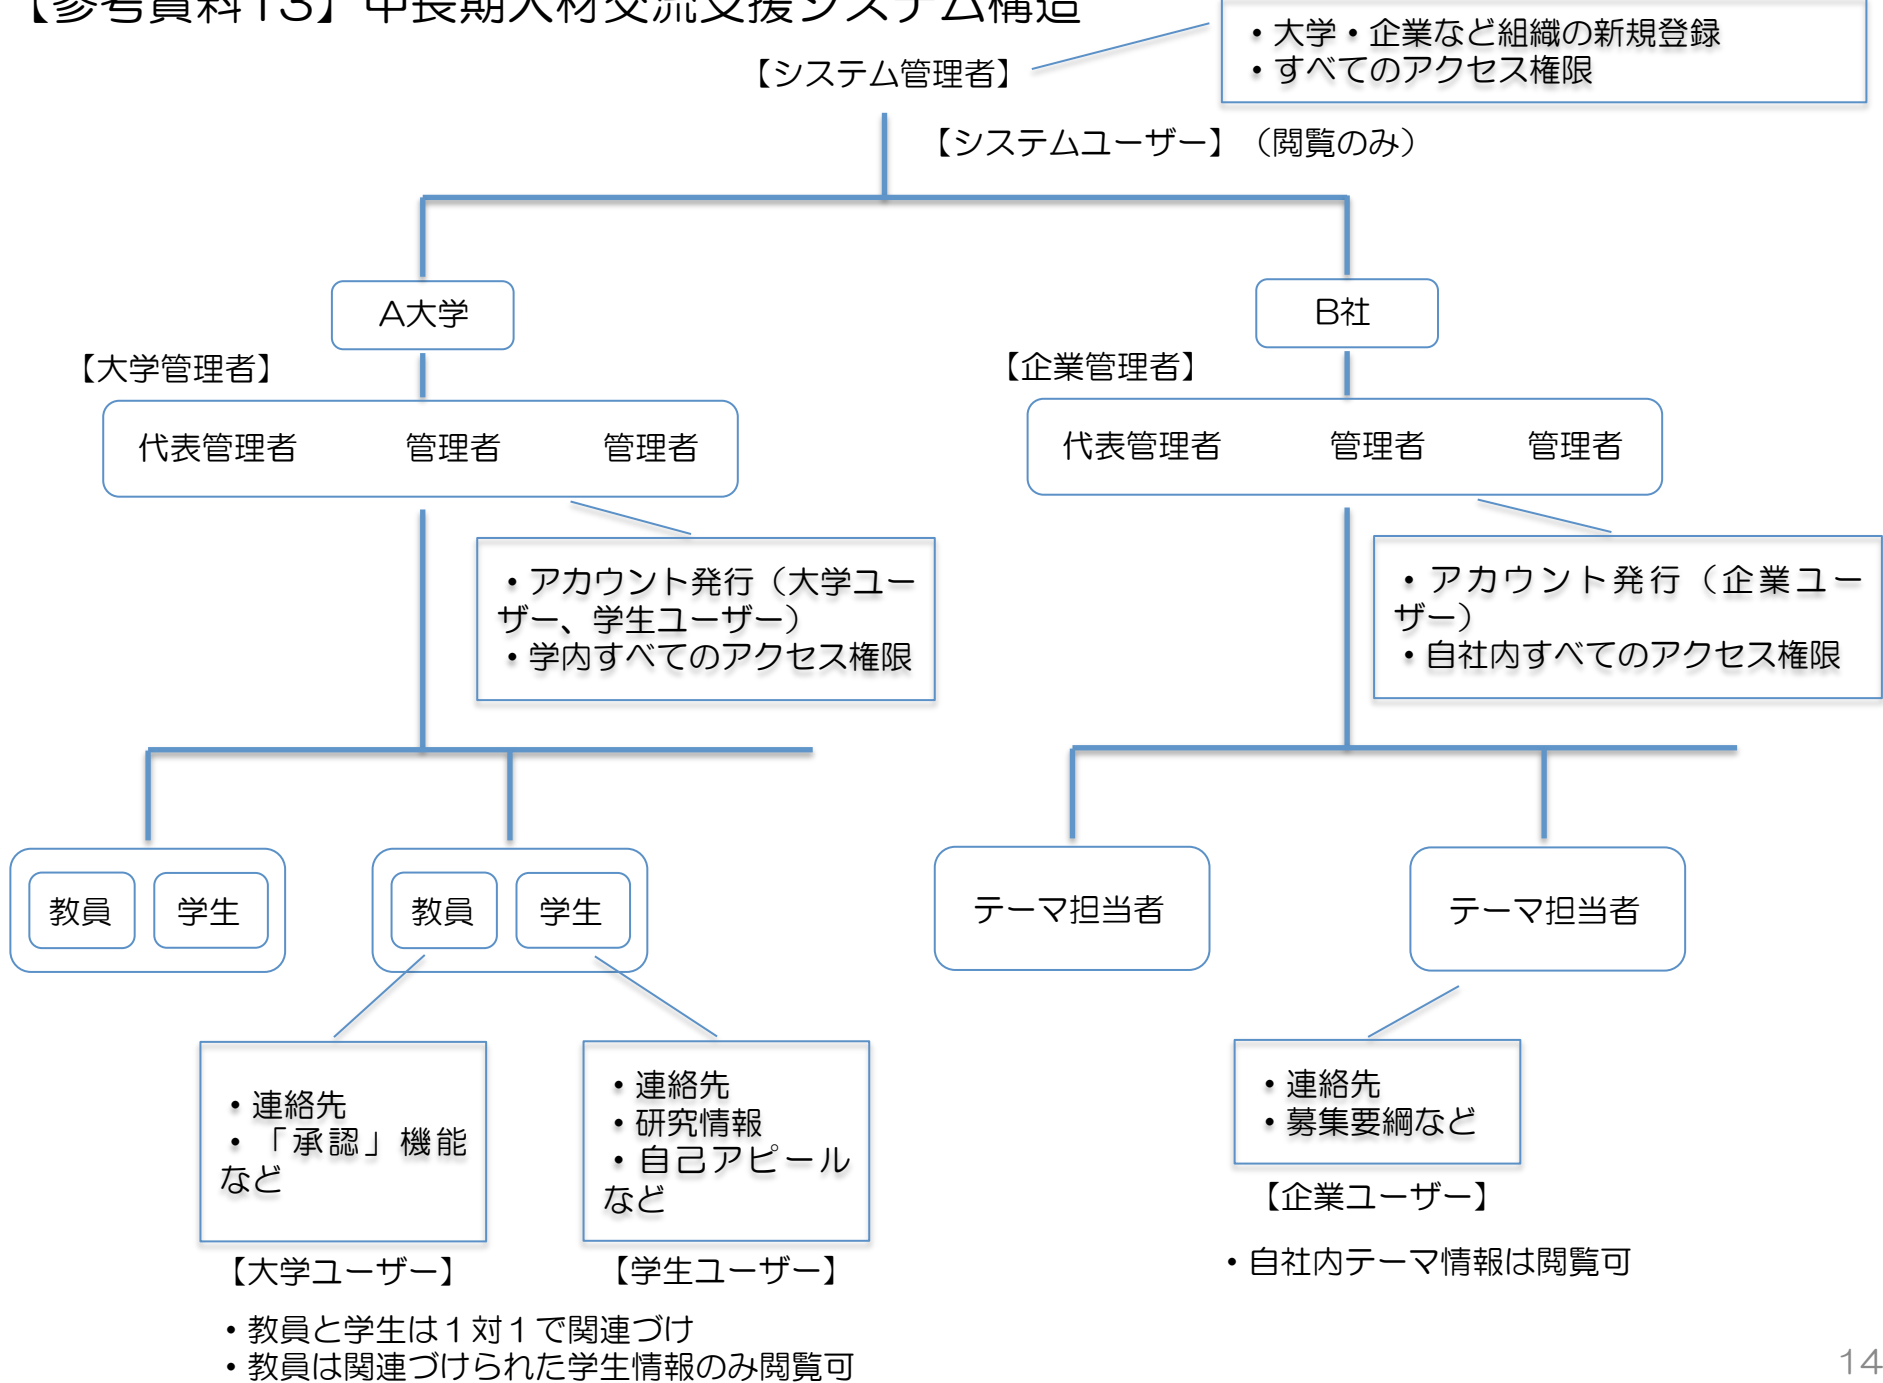 【参考資料13】中長期人材交流支援システム構造
・大学・企業など組織の新規登録
・すべてのアクセス権限
【システム管理者】
【システムユーザー】（閲覧のみ）
A大学
B社
【大学管理者】
【企業管理者】
代表管理者 管理者 管理者
代表管理者 管理者 管理者
・アカウント発行（大学ユー
ザー、学生ユーザー）
・学内すべてのアクセス権限
・アカウント発行（企業ユー
ザー）
・自社内すべてのアクセス権限
教員 学生
教員 学生
テーマ担当者
テーマ担当者
・連絡先
・「承認」機能
など
・連絡先
・研究情報
・自己アピール
など
・連絡先
・募集要綱など
【大学ユーザー】
【学生ユーザー】
【企業ユーザー】
・自社内テーマ情報は閲覧可
・教員と学生は１対１で関連づけ
・教員は関連づけられた学生情報のみ閲覧可
14